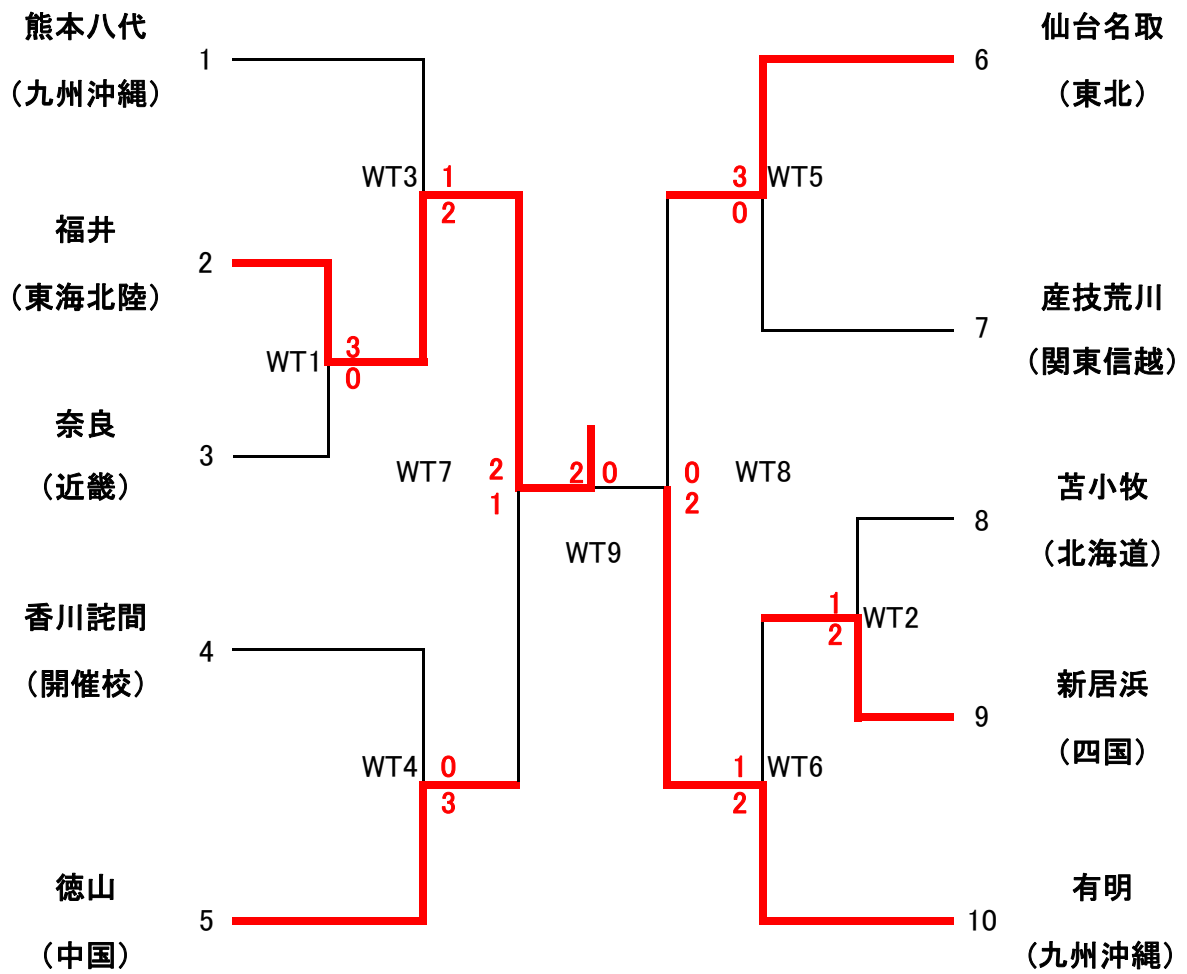 熊本八代
1
（九州沖縄）
WT3
1
2
福井
2
（東海北陸）
WT1
3
0
奈良
3
（近畿）
WT7
2
1
香川詫間
4
（開催校）
WT4
0
3
徳山
5
（中国）
2 0
WT9
仙台名取
6
（東北）
3
0
WT5
産技荒川
7
（関東信越）
0
2
WT8
苫小牧
8
（北海道）
1
2
WT2
新居浜
9
（四国）
1
2
WT6
有明
10
（九州沖縄）